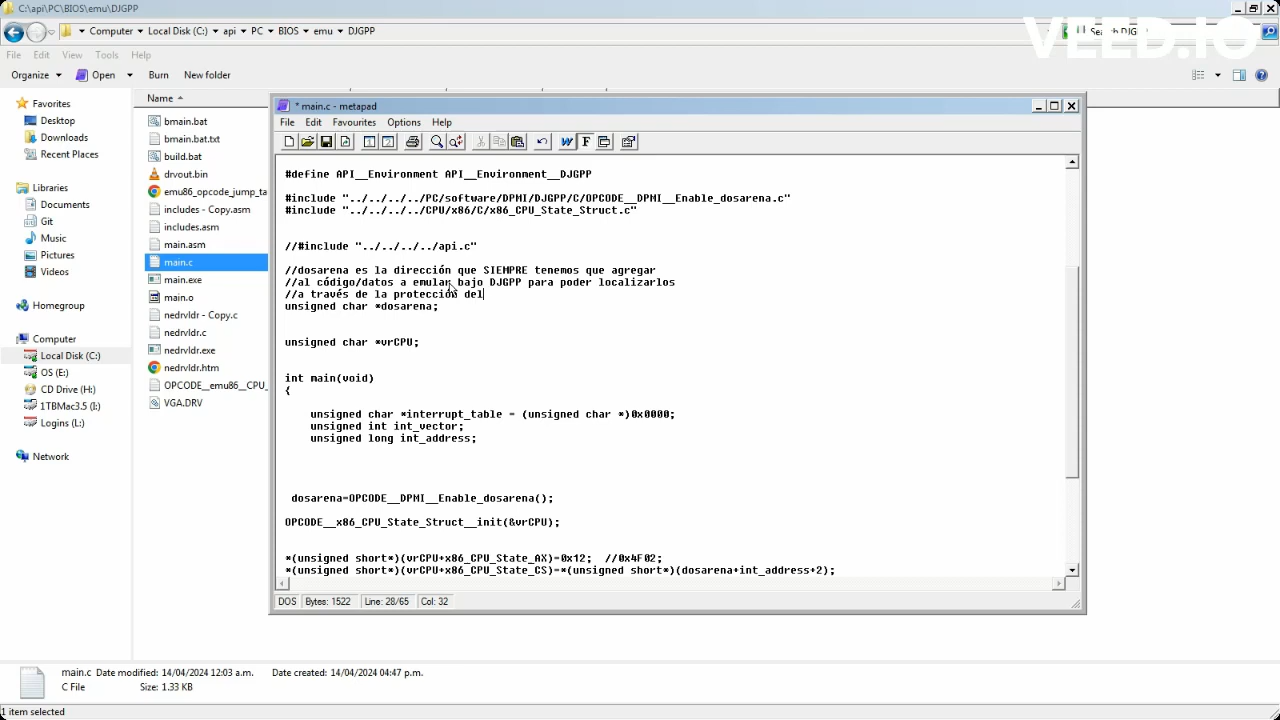 C:\api\PC\BIOS\emu\DJGPP
Computer Local Disk (C:) api PC BIOS emu DJGPP
VEED.IO
File Edit View Tools Help
Organize Open Burn New folder
Favorites
Desktop
Downloads
Recent Places
Libraries
Documents
Git
Music
Pictures
Videos
Homegroup
Computer
Local Disk (C:)
OS (E:)
CD Drive (H:)
1TBMac3.5 (I:)
Logins (L:)
Network
Name
bmain.bat
bmain.bat.txt
build.bat
drvout.bin
emu86_opcode_jump_ta
includes - Copy.asm
includes.asm
main.asm
main.c
main.exe
main.o
nedrvldr - Copy.c
nedrvldr.c
nedrvldr.exe
nedrvldr.htm
OPCODE__emu86__CPU_
VGA.DRV
* main.c - metapad
File Edit Favourites Options Help
#define API__Environment API__Environment__DJGPP
#include "../../../../PC/software/DPMI/DJGPP/C/OPCODE__DPMI__Enable_dosarena.c"
#include "../../../../CPU/x86/C/x86_CPU_State_Struct.c"
//#include "../../../../api.c"
//dosarena es la dirección que SIEMPRE tenemos que agregar
//al código/datos a emular bajo DJGPP para poder localizarlos
//a través de la protección del
unsigned char *dosarena;
unsigned char *vrCPU;
int main(void)
{
unsigned char *interrupt_table = (unsigned char *)0x0000;
unsigned int int_vector;
unsigned long int_address;
dosarena=OPCODE__DPMI__Enable_dosarena();
OPCODE__x86_CPU_State_Struct__init(&vrCPU);
*(unsigned short*)(vrCPU+x86_CPU_State_AX)=0x12;  //0x4F02;
*(unsigned short*)(vrCPU+x86_CPU_State_CS)=*(unsigned short*)(dosarena+int_address+2);
DOS Bytes: 1522 Line: 28/65 Col: 32
main.c Date modified: 14/04/2024 12:03 a.m. Date created: 14/04/2024 04:47 p.m.
C File Size: 1.33 KB
1 item selected